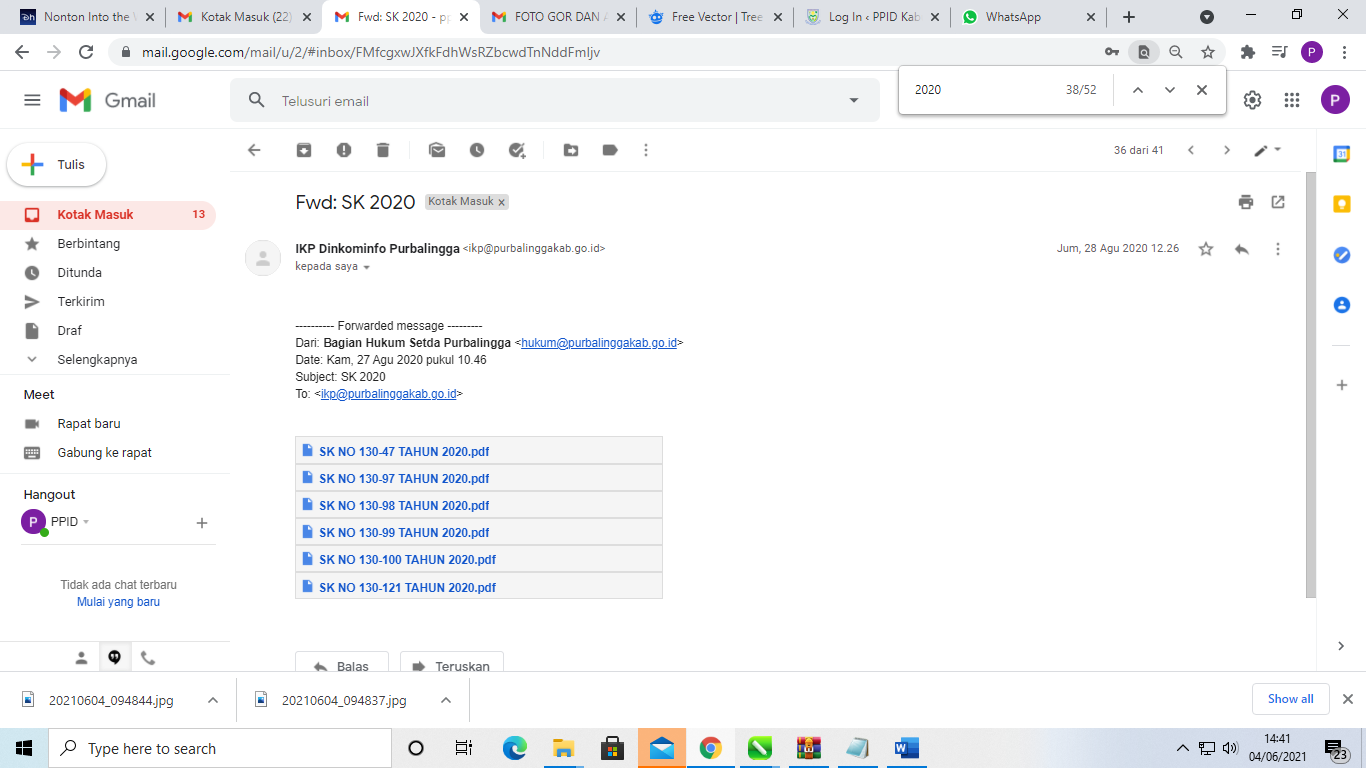 Nonton Into the
Kotak Masuk (22)
Fwd: SK 2020 - pp
FOTO GOR DAN A
Free Vector | Tree
Log In ‹ PPID Kab
WhatsApp
mail.google.com/mail/u/2/#inbox/FMfcgxwJXfkFdhWsRZbcwdTnNddFmljv
P
2020 38/52
Gmail
Telusuri email
P
Tulis
36 dari 41
Fwd: SK 2020 Kotak Masuk x
Kotak Masuk 13
Berbintang
Ditunda
Terkirim
Draf
Selengkapnya
IKP Dinkominfo Purbalingga <ikp@purbalinggakab.go.id>
Jum, 28 Agu 2020 12.26
kepada saya
---------- Forwarded message ---------
Dari: Bagian Hukum Setda Purbalingga <hukum@purbalinggakab.go.id>
Date: Kam, 27 Agu 2020 pukul 10.46
Subject: SK 2020
To: <ikp@purbalinggakab.go.id>
Meet
Rapat baru
Gabung ke rapat
Hangout
P PPID
Tidak ada chat terbaru
Mulai yang baru
SK NO 130-47 TAHUN 2020.pdf
SK NO 130-97 TAHUN 2020.pdf
SK NO 130-98 TAHUN 2020.pdf
SK NO 130-99 TAHUN 2020.pdf
SK NO 130-100 TAHUN 2020.pdf
SK NO 130-121 TAHUN 2020.pdf
Balas
Teruskan
31
20210604_094844.jpg
20210604_094837.jpg
Show all
Type here to search
14:41
04/06/2021
23